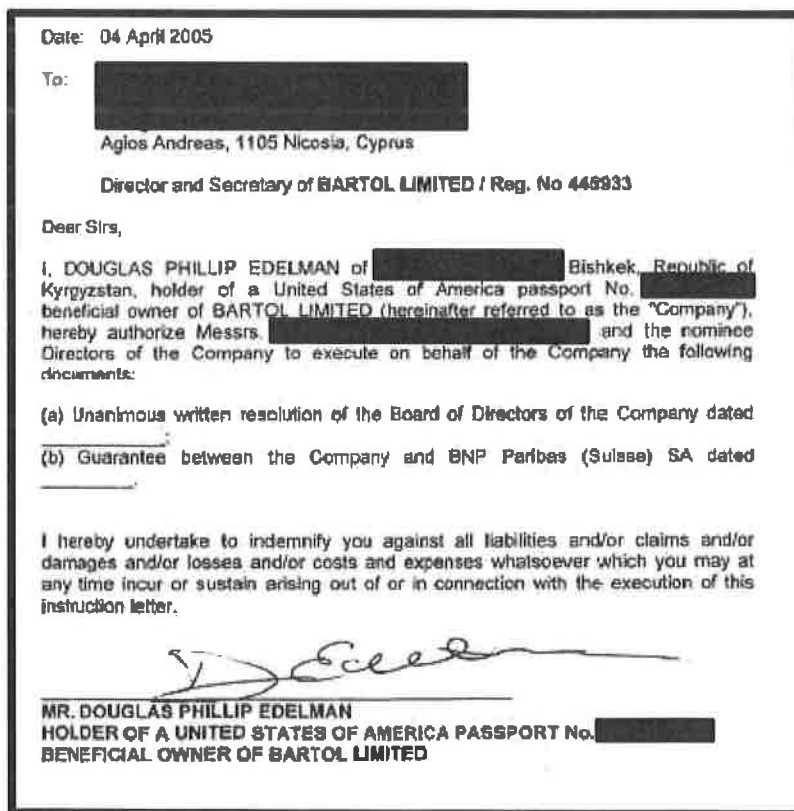 Date: 04 April 2005
To:
Agios Andreas, 1105 Nicosia, Cyprus
Director and Secretary of BARTOL LIMITED / Reg. No 445933
Dear Sirs,
I, DOUGLAS PHILLIP EDELMAN of Bishkek, Republic of
Kyrgyzstan, holder of a United States of America passport No.
beneficial owner of BARTOL LIMITED (hereinafter referred to as the "Company"),
hereby authorize Messrs. and the nominee
Directors of the Company to execute on behalf of the Company the following
documents:
(a) Unanimous written resolution of the Board of Directors of the Company dated
;
(b) Guarantee between the Company and BNP Paribas (Suisse) SA dated
.
I hereby undertake to indemnify you against all liabilities and/or claims and/or
damages and/or losses and/or costs and expenses whatsoever which you may at
any time incur or sustain arising out of or in connection with the execution of this
instruction letter.
D Edelm
MR. DOUGLAS PHILLIP EDELMAN
HOLDER OF A UNITED STATES OF AMERICA PASSPORT No.
BENEFICIAL OWNER OF BARTOL LIMITED